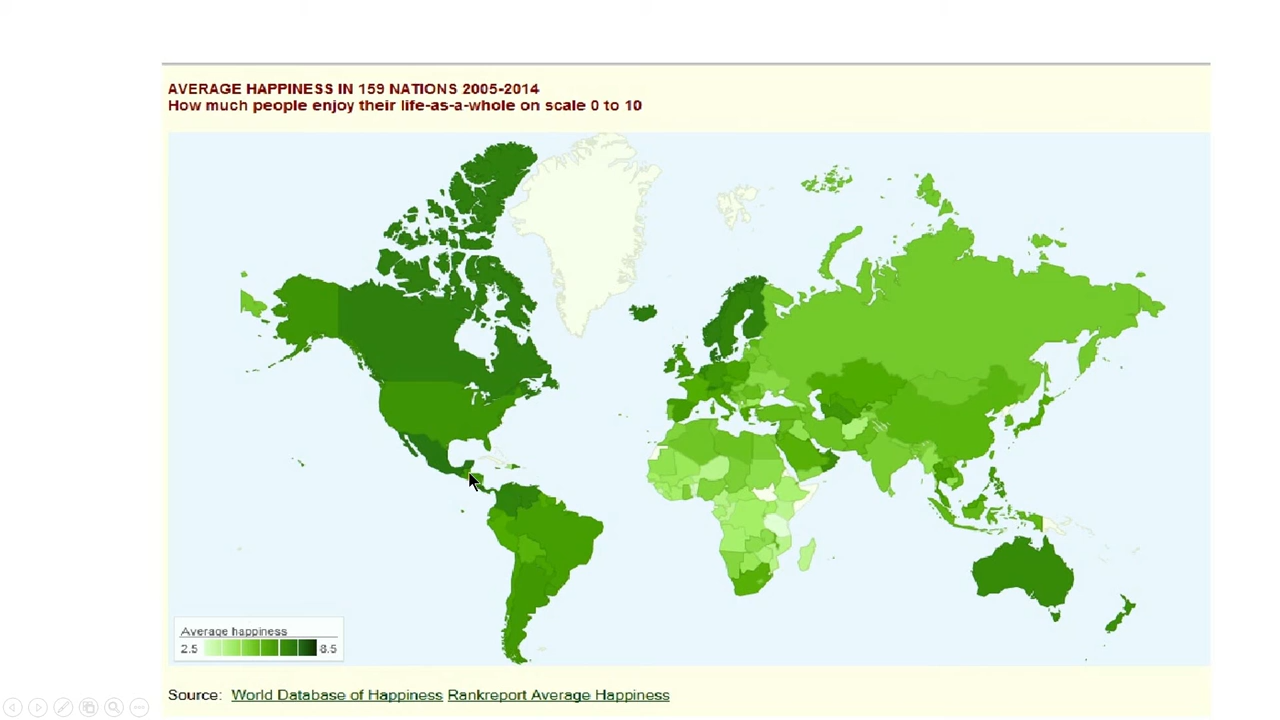 AVERAGE HAPPINESS IN 159 NATIONS 2005-2014
How much people enjoy their life-as-a-whole on scale 0 to 10
Average happiness
2.5 8.5
Source: World Database of Happiness Rankreport Average Happiness